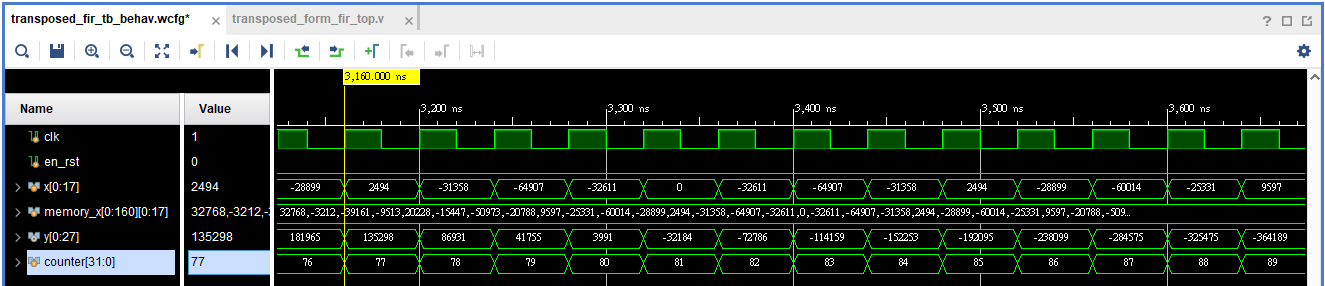 transposed_fir_tb_behav.wcfg* × transposed_form_fir_top.v ×
?
3,160.000 ns
Name Value
3,200 ns 3,300 ns 3,400 ns 3,500 ns 3,600 ns
clk 1
en_rst 0
x[0:17] 2494 -28899 2494 -31358 -64907 -32611 0 -32611 -64907 -31358 2494 -28899 -60014 -25331 9597
memory_x[0:160][0:17] 32768,-3212,-3 32768,-3212,-39161,-9513,20228,-15447,-50973,-20788,9597,-25331,-60014,-28899,2494,-31358,-64907,-32611,0,-32611,-64907,-31358,2494,-28899,-60014,-25331,9597,-20788,-509...
y[0:27] 135298 181965 135298 86931 41755 3991 -32184 -72786 -114159 -152253 -192095 -238099 -284575 -325475 -364189
counter[31:0] 77 76 77 78 79 80 81 82 83 84 85 86 87 88 89